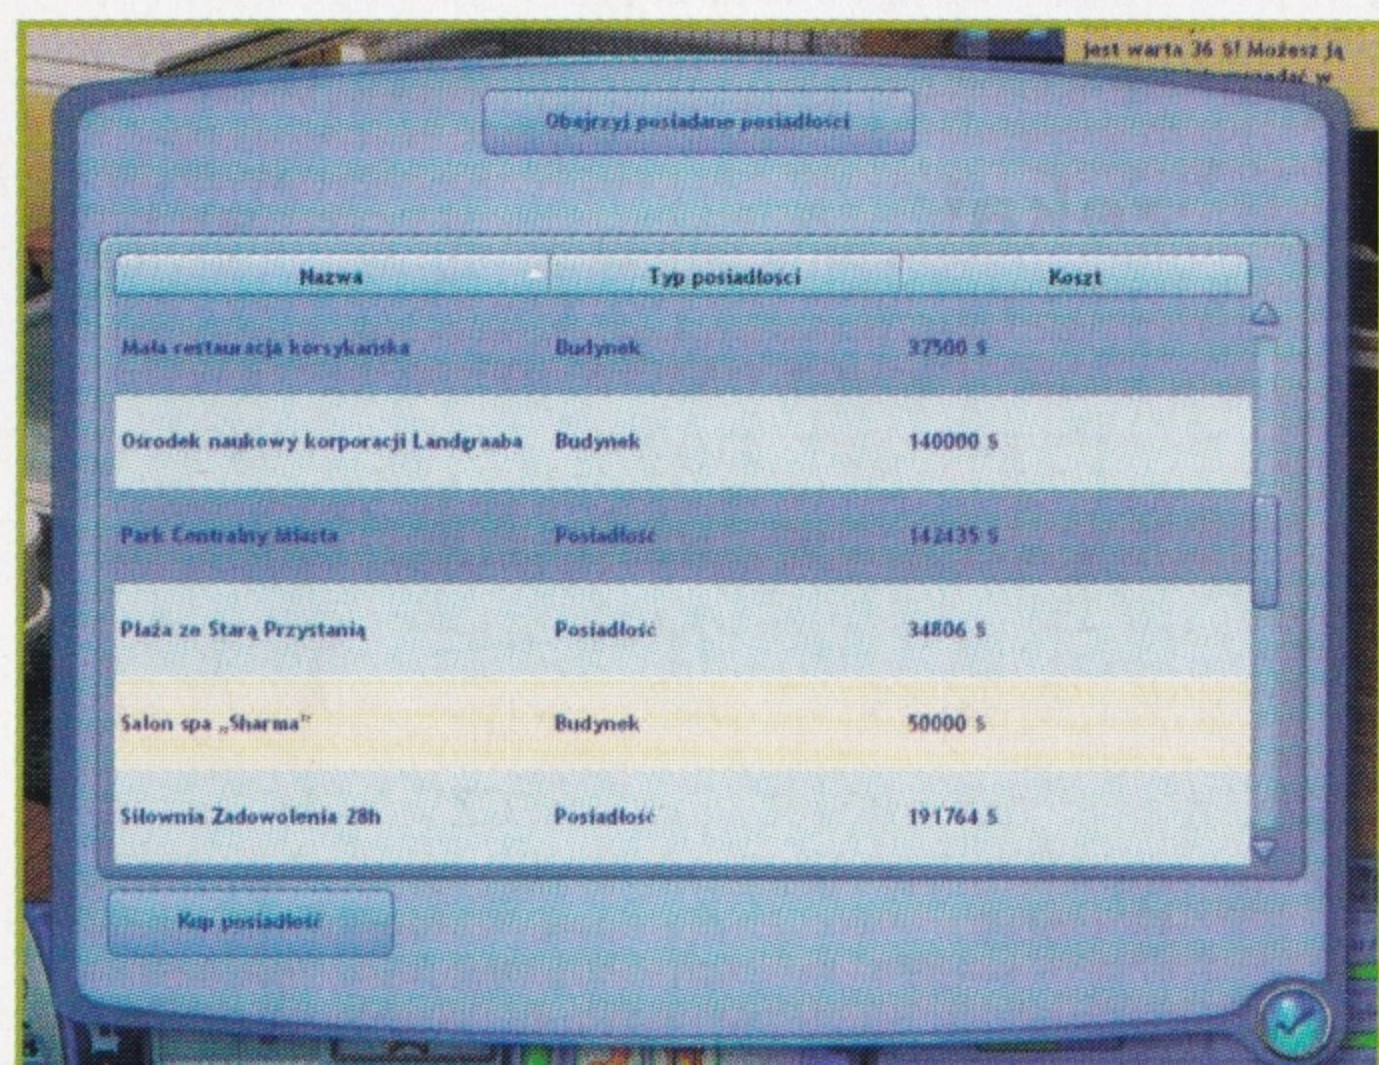 jest warta 36 §! Możesz ją
w
Obejrzyj posiadane posiadłości
Nazwa Typ posiadłości Koszt
Mała restauracja korsykańska Budynek 37500 §
Ośrodek naukowy korporacji Landgraaba Budynek 140000 §
Park Centralny Miasta Posiadłość 142435 §
Plaża ze Starą Przystanią Posiadłość 34806 §
Salon spa „Sharma” Budynek 50000 §
Siłownia Zadowolenia 28h Posiadłość 191764 §
Kup posiadłość